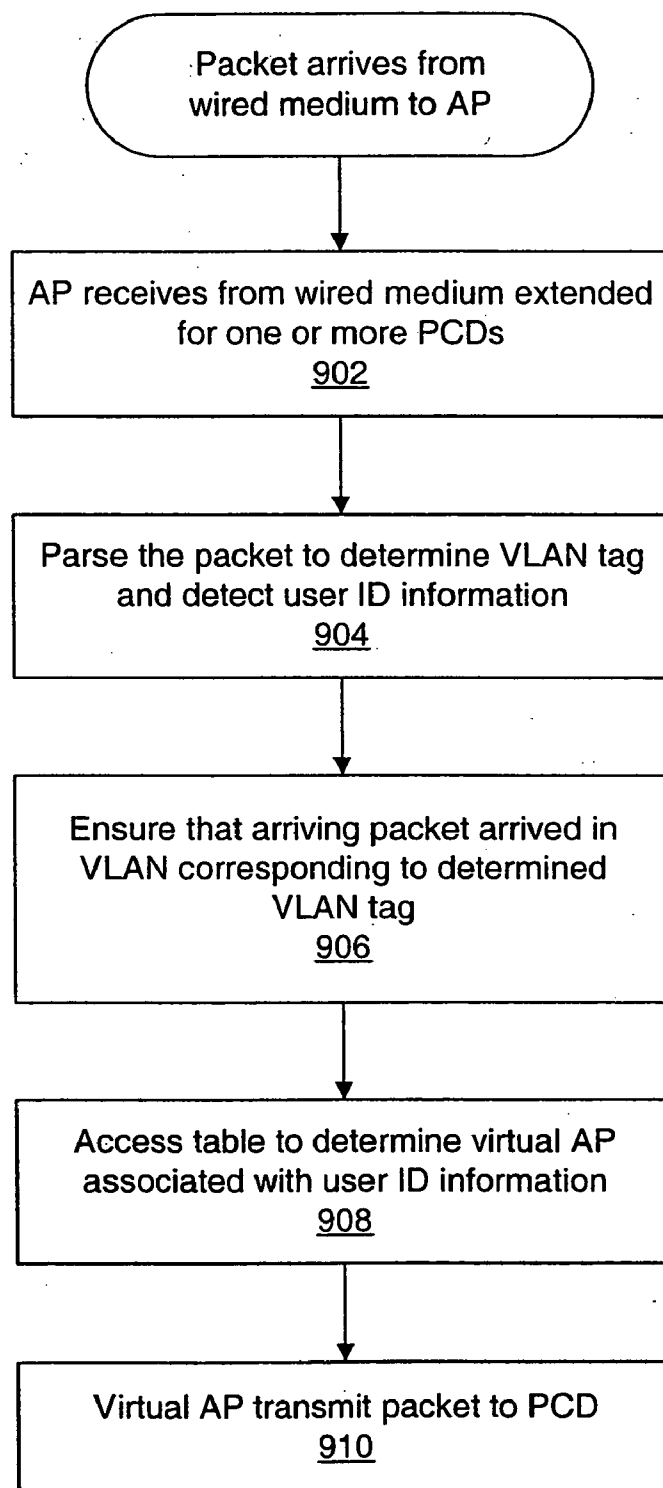 Packet arrives from
wired medium to AP
AP receives from wired medium extended
for one or more PCDs
902
Parse the packet to determine VLAN tag
and detect user ID information
904
Ensure that arriving packet arrived in
VLAN corresponding to determined
VLAN tag
906
Access table to determine virtual AP
associated with user ID information
908
Virtual AP transmit packet to PCD
910